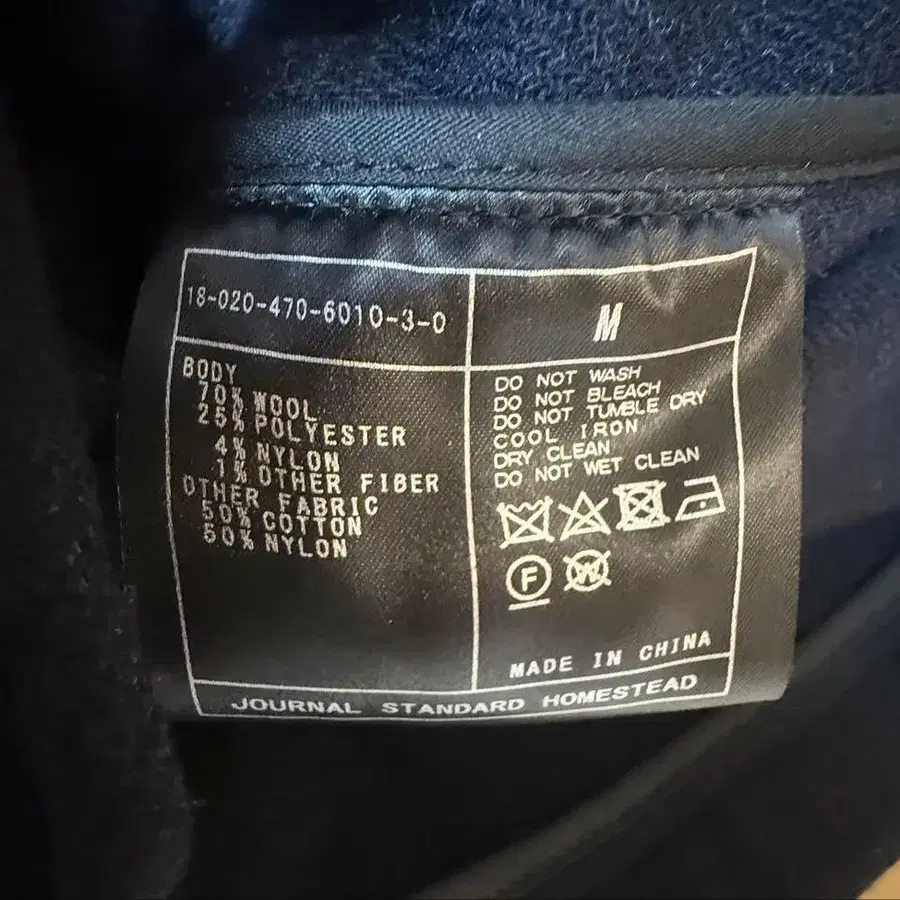 18-020-470-6010-3-0
M
BODY
70% WOOL
25% POLYESTER
4% NYLON
1% OTHER FIBER
OTHER FABRIC
50% COTTON
50% NYLON
DO NOT WASH
DO NOT BLEACH
DO NOT TUMBLE DRY
COOL IRON
DRY CLEAN
DO NOT WET CLEAN
F
W
MADE IN CHINA
JOURNAL STANDARD HOMESTEAD